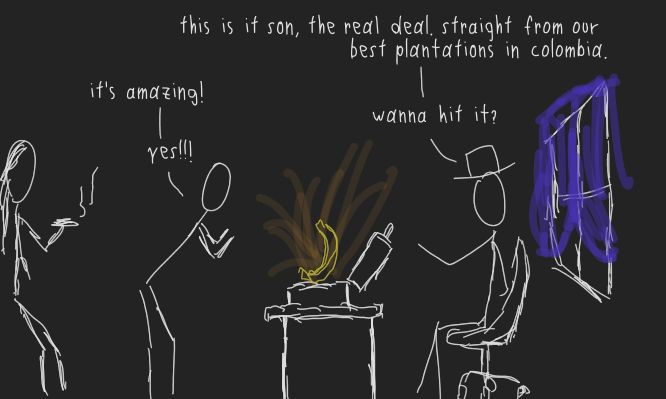 this is it son, the real deal. straight from our
best plantations in colombia.
it's amazing!
wanna hit it?
yes!!!